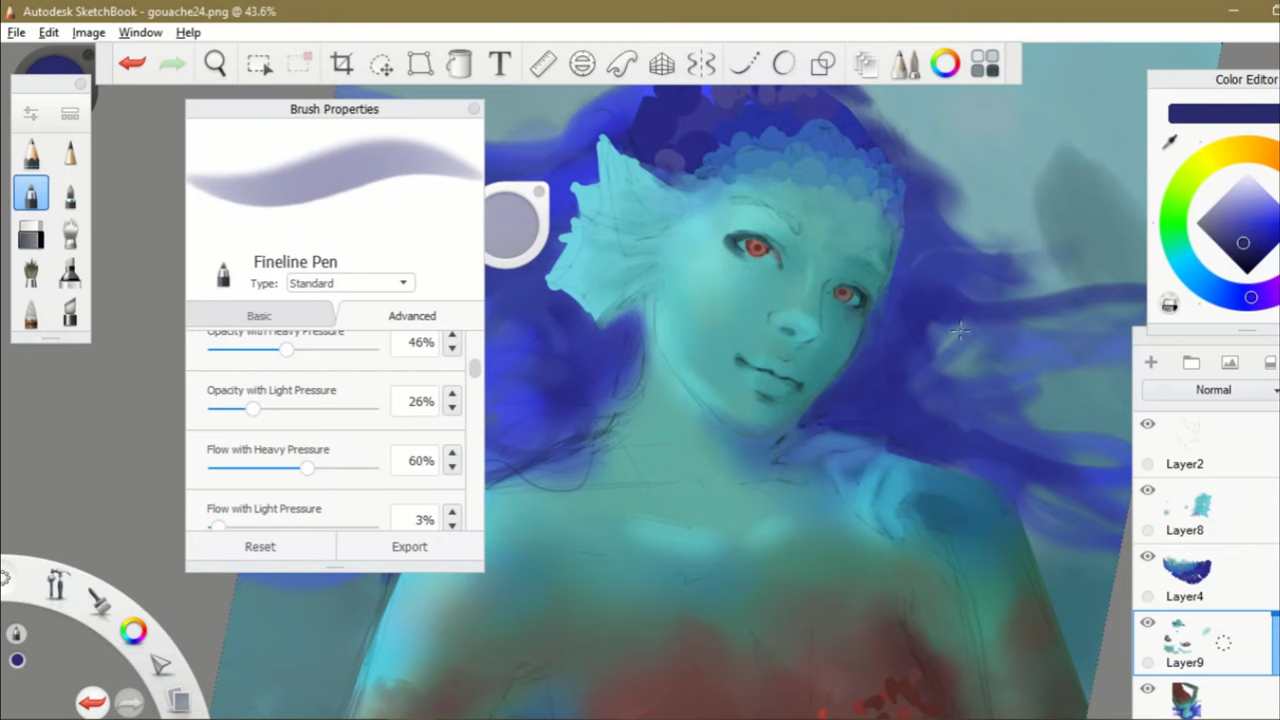 Autodesk SketchBook - gouache24.png @ 43.6%
File Edit Image Window Help
Brush Properties
Fineline Pen
Type: Standard
Basic Advanced
Opacity with Heavy Pressure
46%
Opacity with Light Pressure
26%
Flow with Heavy Pressure
60%
Flow with Light Pressure
3%
Reset Export
Color Editor
Normal
Layer2
Layer8
Layer4
Layer9